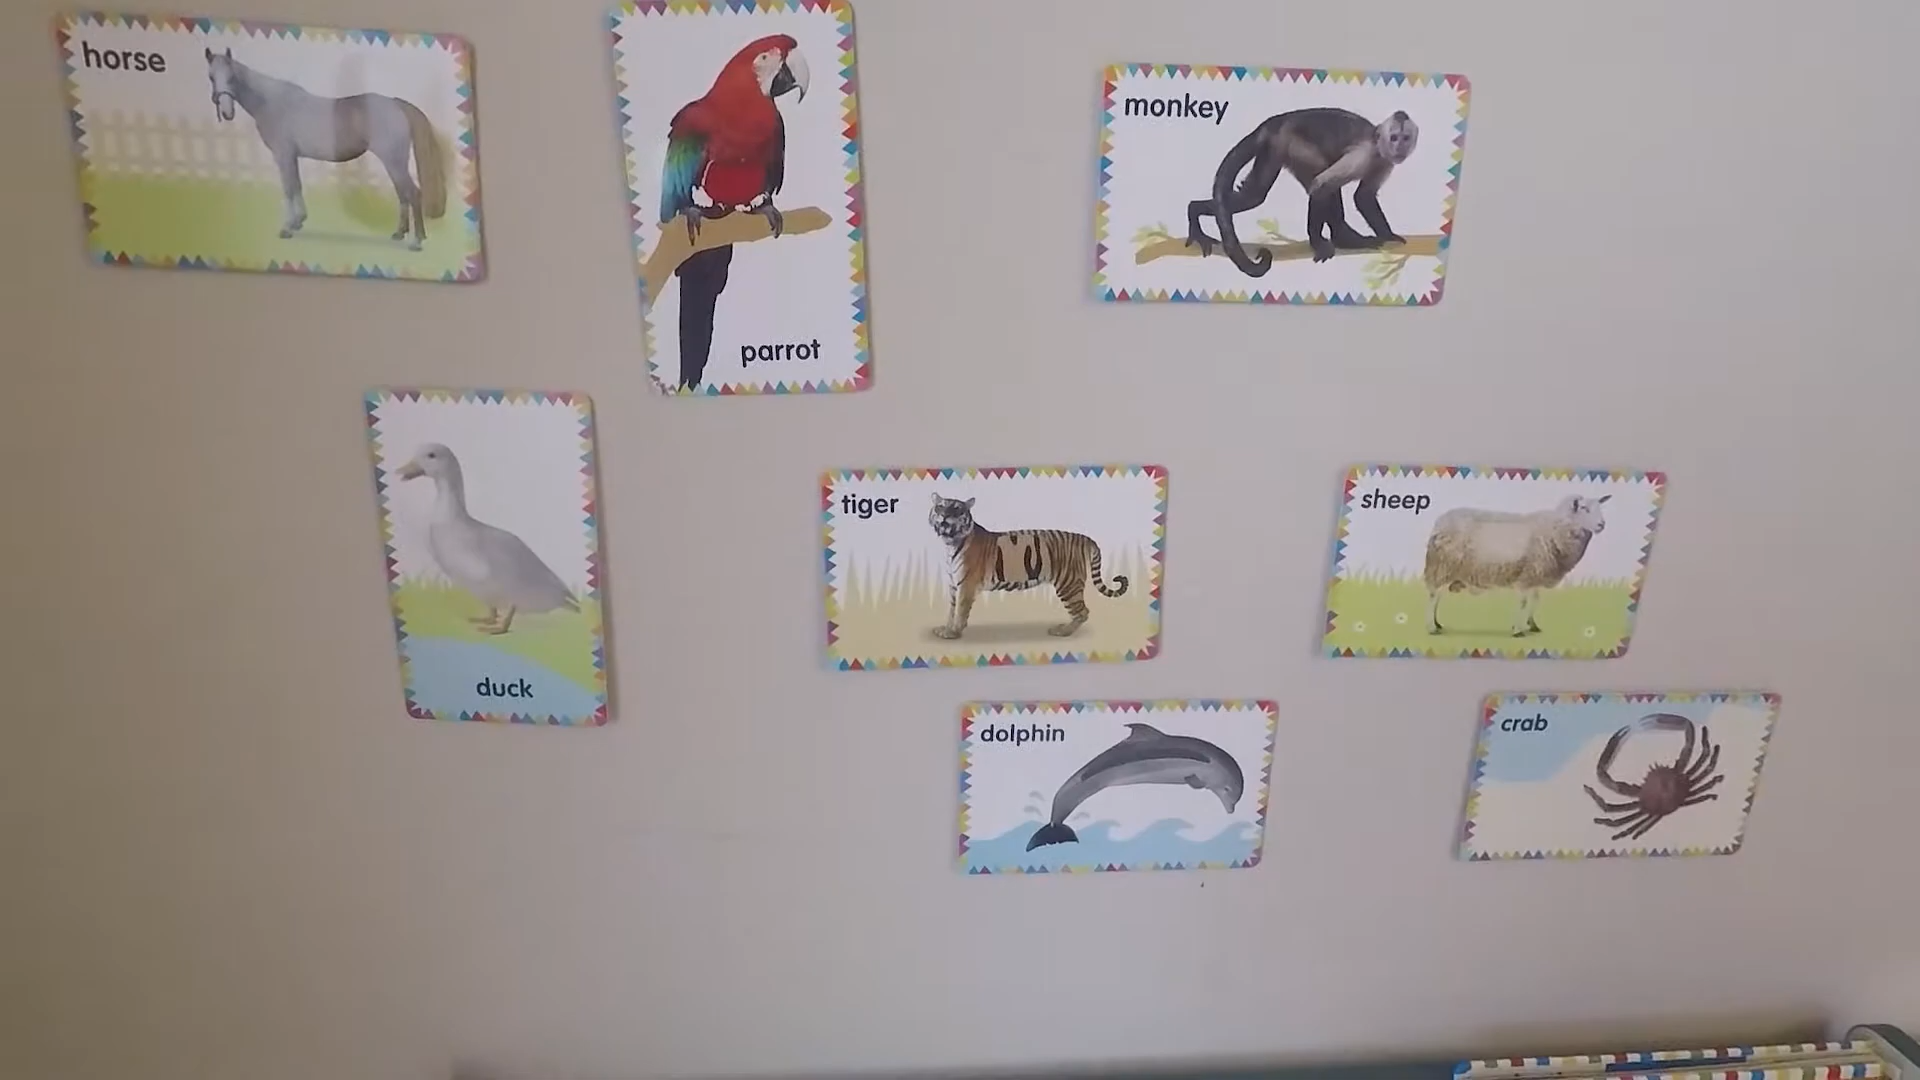 horse
parrot
monkey
duck
tiger
sheep
dolphin
crab